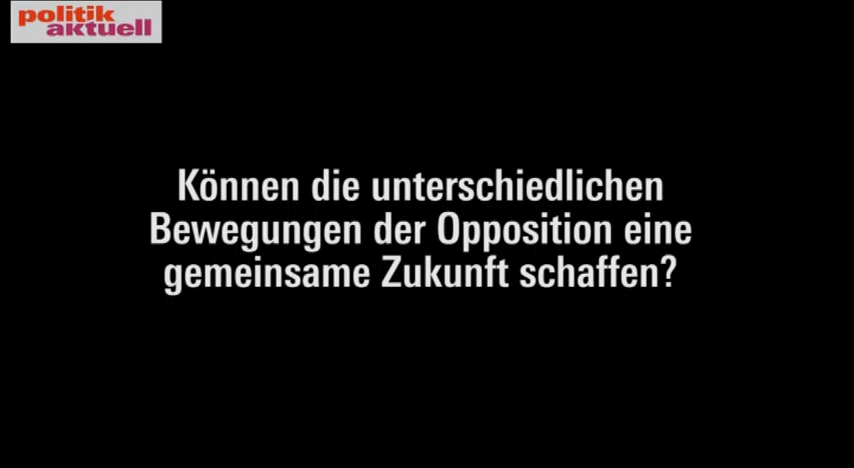 politik
aktuell
Können die unterschiedlichen
Bewegungen der Opposition eine
gemeinsame Zukunft schaffen?